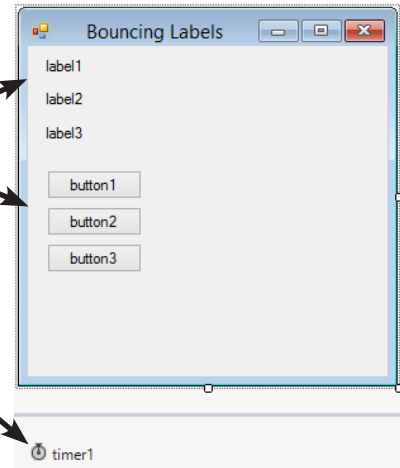 Bouncing Labels
label1
label2
label3
button1
button2
button3
timer1